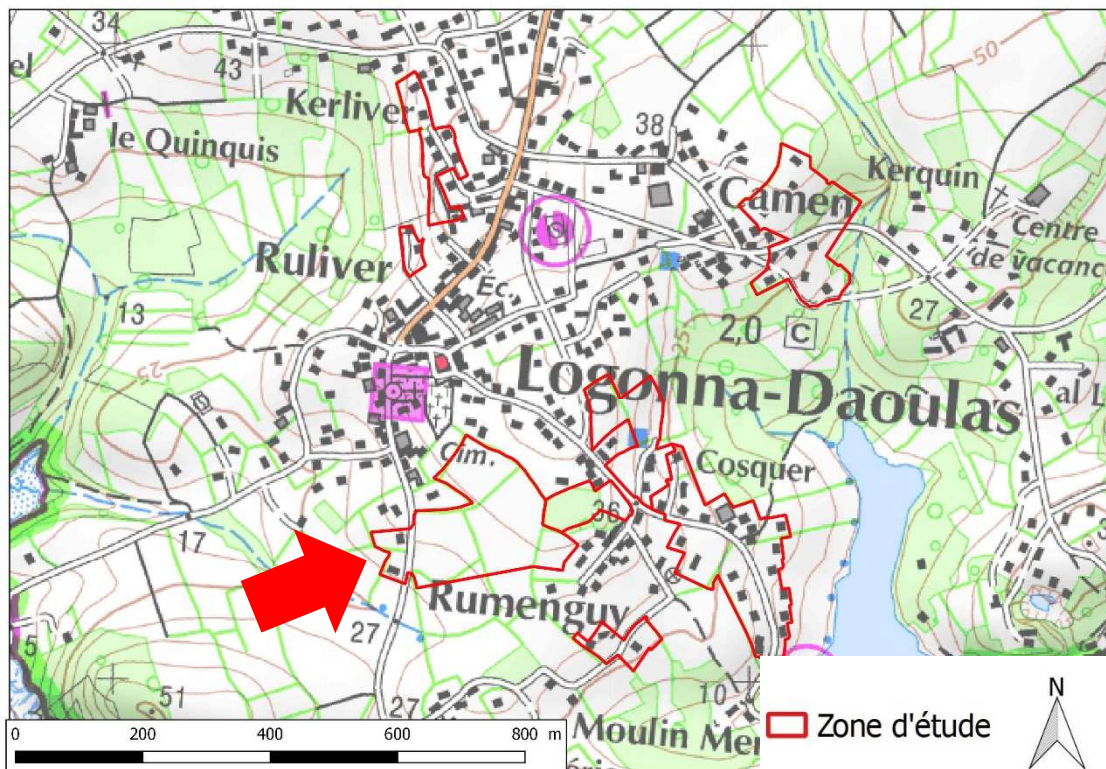 34
43
el
Kerliver
le Quinquis
38
50
Camen
Kerquin
Centre
de vacanc
Ruliver
Éc.
13
27
2,0
C
25
25
Logonna-Daoulas
al L
Cim.
Cosquer
36
17
Rumenguy
27
5
51
27
10
Moulin Mer
N
Zone d'étude
0 200 400 600 800 m